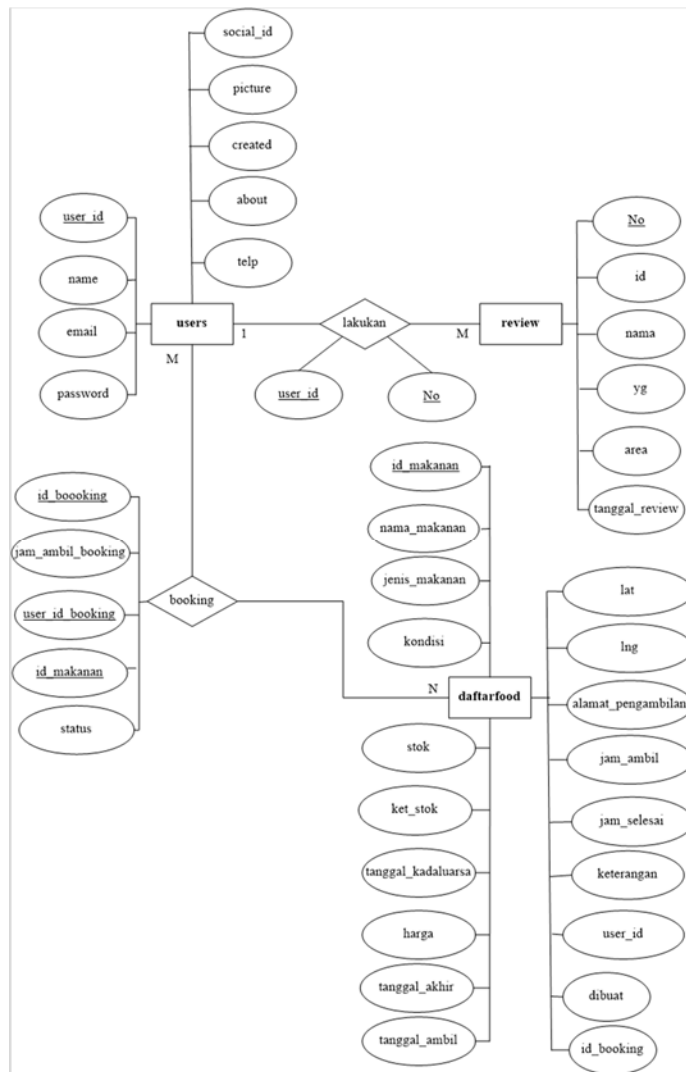 social_id
picture
created
about
telp
user_id
name
email
password
users
1
M
lakukan
user_id
No
M
review
No
id
nama
yg
area
tanggal_review
id_boooking
jam_ambil_booking
user_id_booking
id_makanan
status
booking
N
id_makanan
nama_makanan
jenis_makanan
kondisi
daftarfood
stok
ket_stok
tanggal_kadaluarsa
harga
tanggal_akhir
tanggal_ambil
lat
lng
alamat_pengambilan
jam_ambil
jam_selesai
keterangan
user_id
dibuat
id_booking